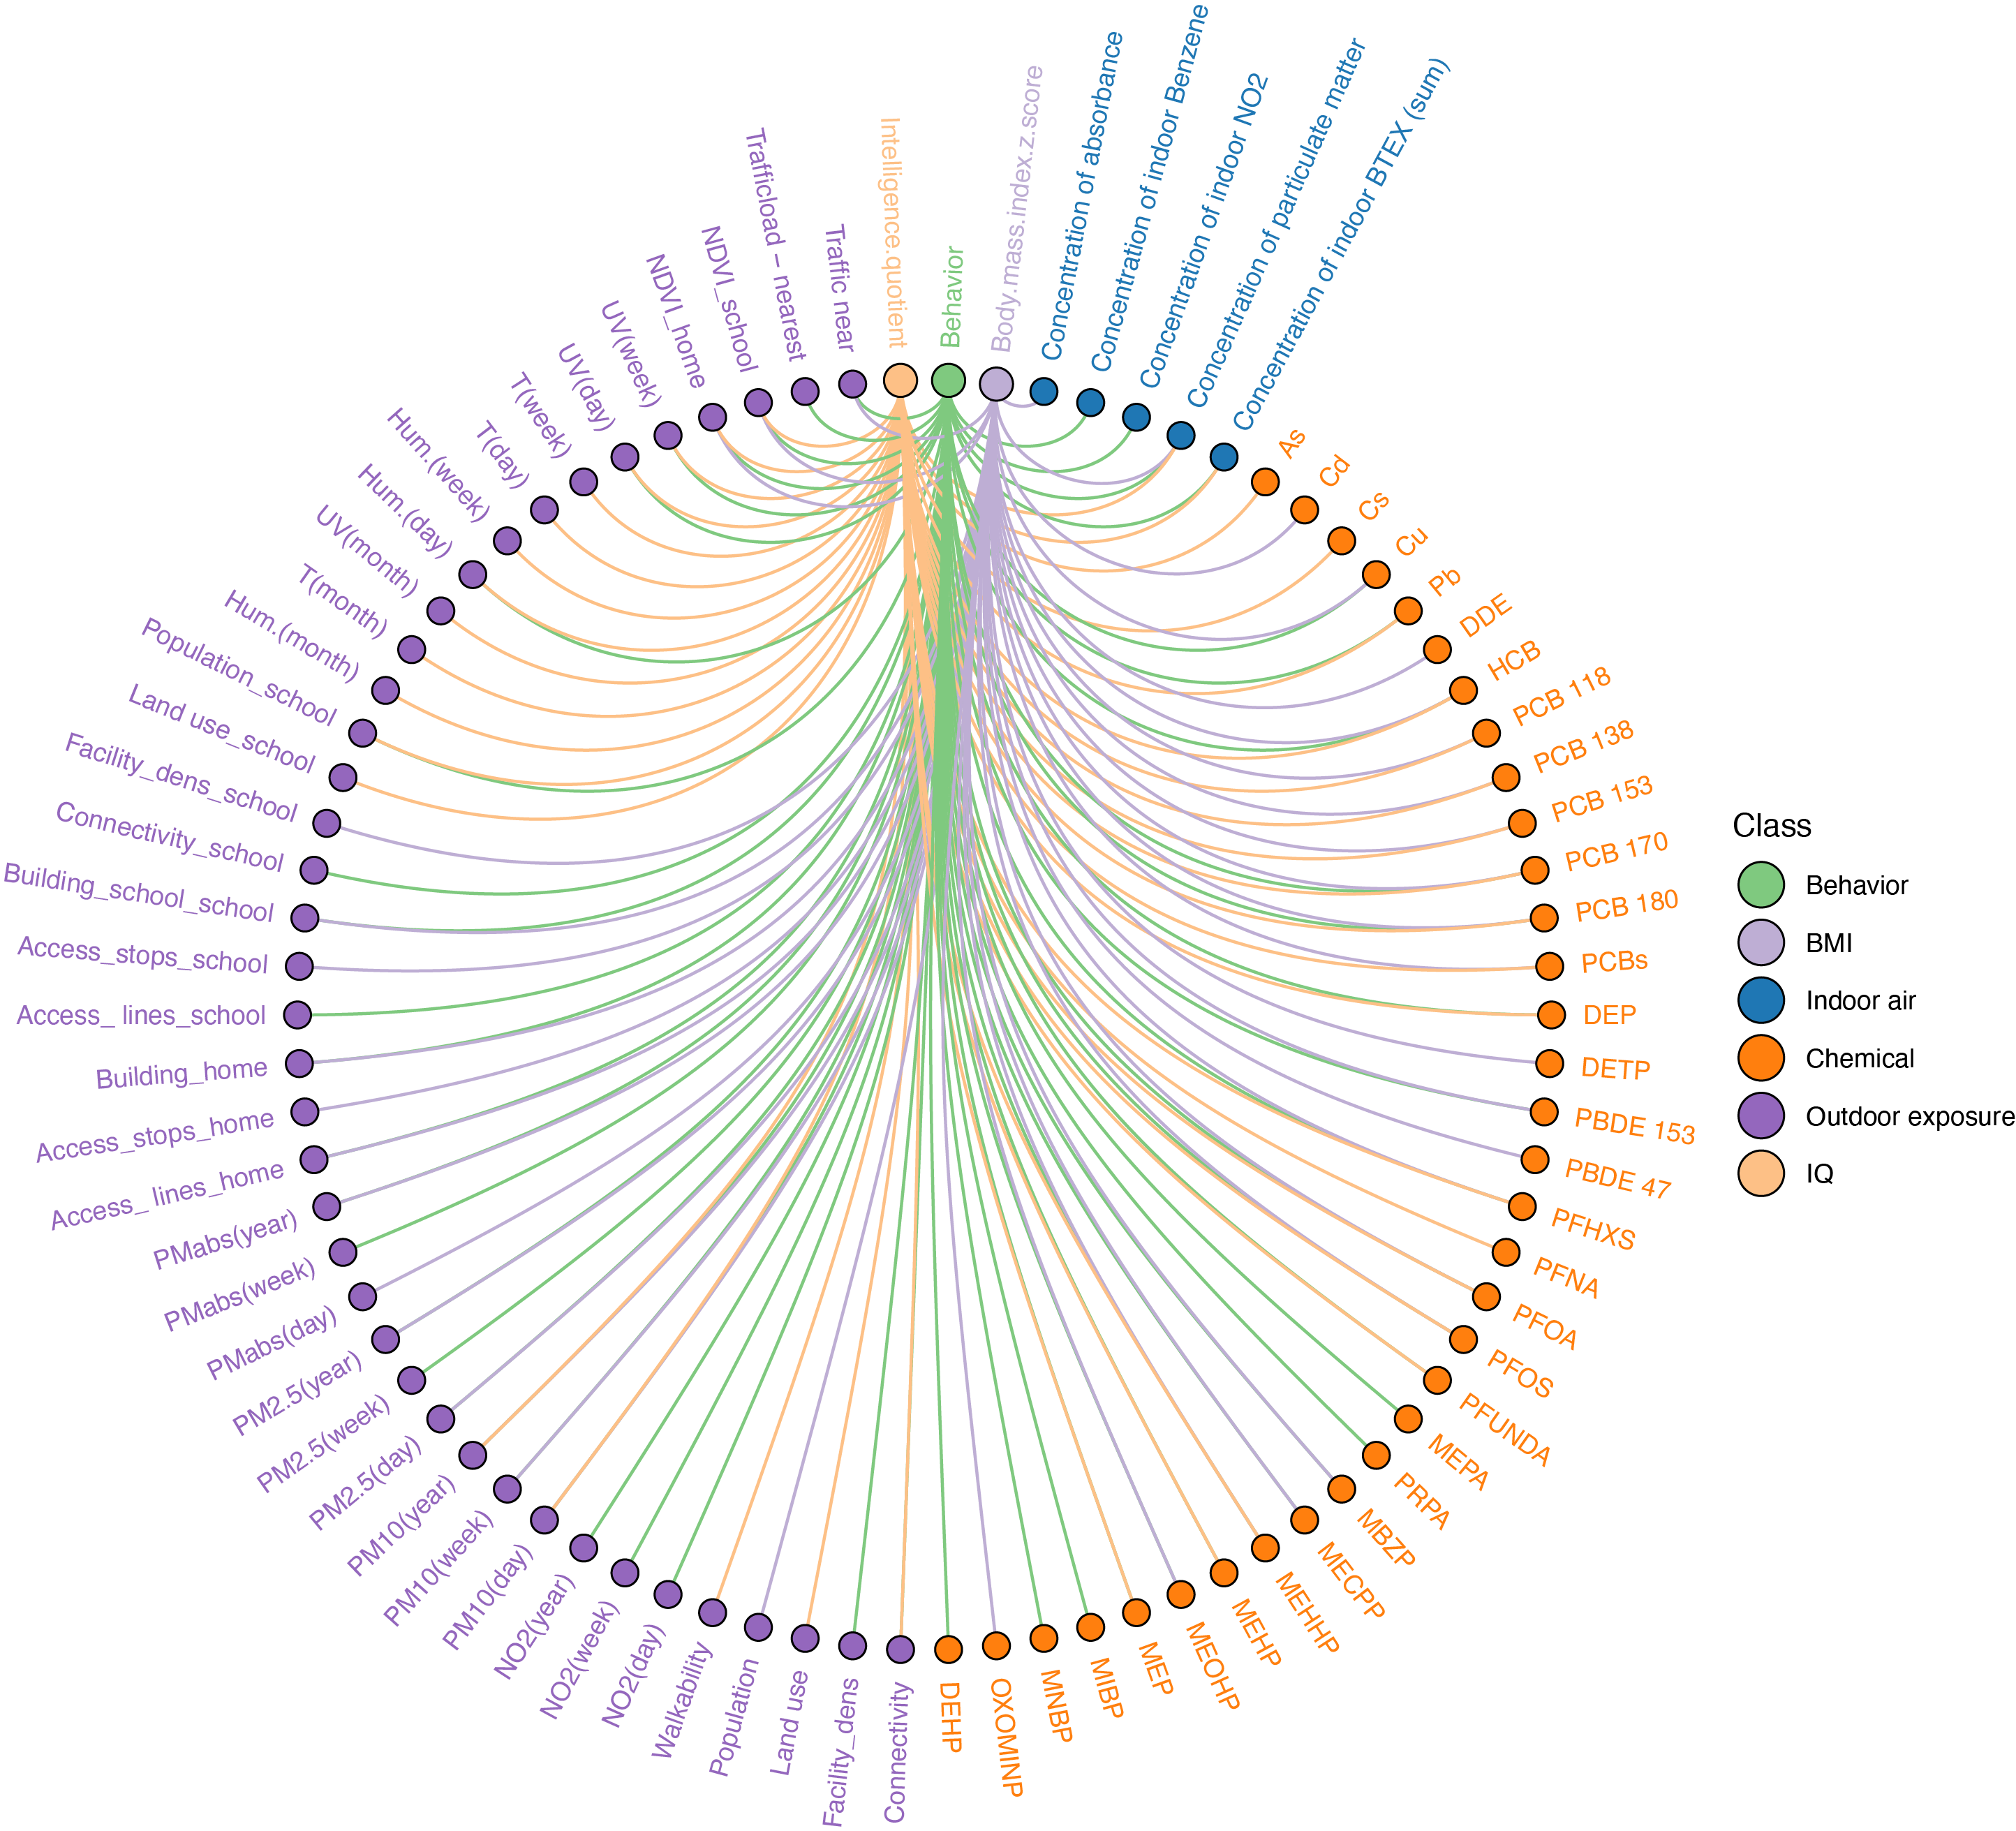 Intelligence.quotient
Behavior
Body.mass.index.z.score
Concentration of absorbance
Concentration of indoor Benzene
Concentration of indoor NO2
Concentration of particulate matter
Concentration of indoor BTEX (sum)
As
Cd
Cs
Cu
Pb
DDE
HCB
PCB 118
PCB 138
PCB 153
PCB 170
PCB 180
PCBs
DEP
DETP
PBDE 153
PBDE 47
PFHXS
PFNA
PFOA
PFOS
PFUNDA
MEPA
PRPA
MBZP
MECPP
MEHHP
MEHP
MEOHP
MEP
MIBP
MNBP
OXOMINP
DEHP
Connectivity
Facility_dens
Land use
Population
Walkability
NO2(day)
NO2(week)
NO2(year)
PM10(day)
PM10(week)
PM10(year)
PM2.5(day)
PM2.5(week)
PM2.5(year)
PMabs(day)
PMabs(week)
PMabs(year)
Access_ lines_home
Access_stops_home
Building_home
Access_ lines_school
Access_stops_school
Building_school_school
Connectivity_school
Facility_dens_school
Land use_school
Population_school
Hum.(month)
T(month)
UV(month)
Hum.(day)
Hum.(week)
T(day)
T(week)
UV(day)
UV(week)
NDVI_home
NDVI_school
Trafficload – nearest
Traffic near
Class
Behavior
BMI
Indoor air
Chemical
Outdoor exposure
IQ